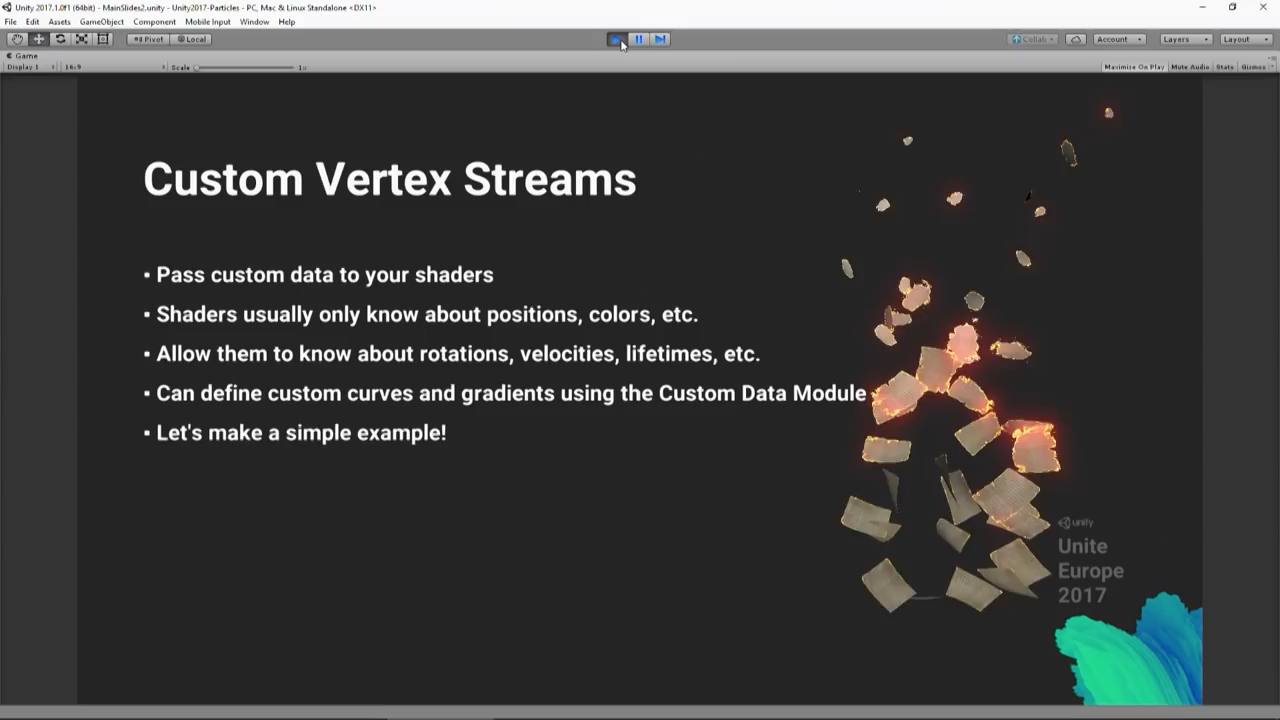 Unity 2017.1.0f1 (64bit) - MainSlides2.unity - Unity2017-Particles - PC, Mac & Linux Standalone <DX11>
File Edit Assets GameObject Component Mobile Input Window Help
Pivot Local Collab Account Layers Layout
Game
Display 1 16:9 Scale 1x Maximize On Play Mute Audio Stats Gizmos
Custom Vertex Streams
▪ Pass custom data to your shaders
▪ Shaders usually only know about positions, colors, etc.
▪ Allow them to know about rotations, velocities, lifetimes, etc.
▪ Can define custom curves and gradients using the Custom Data Module
▪ Let's make a simple example!
unity
Unite
Europe
2017